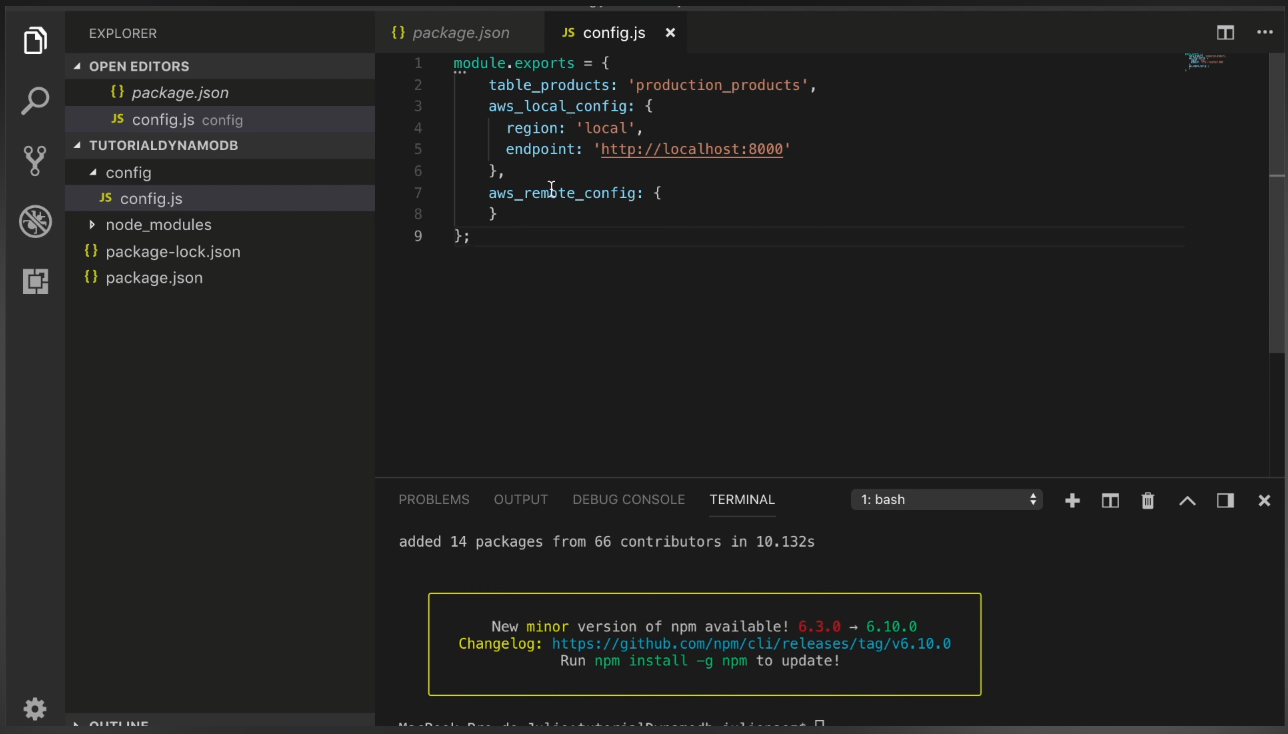 EXPLORER
OPEN EDITORS
{} package.json
JS config.js config
TUTORIALDYNAMODB
config
JS config.js
node_modules
{} package-lock.json
{} package.json
OUTLINE
{} package.json
JS config.js ×
1 module.exports = {
2 table_products: 'production_products',
3 aws_local_config: {
4 region: 'local',
5 endpoint: 'http://localhost:8000'
6 },
7 aws_remote_config: {
8 }
9 };
PROBLEMS OUTPUT DEBUG CONSOLE TERMINAL 1: bash
added 14 packages from 66 contributors in 10.132s
New minor version of npm available! 6.3.0 → 6.10.0
Changelog: https://github.com/npm/cli/releases/tag/v6.10.0
Run npm install -g npm to update!